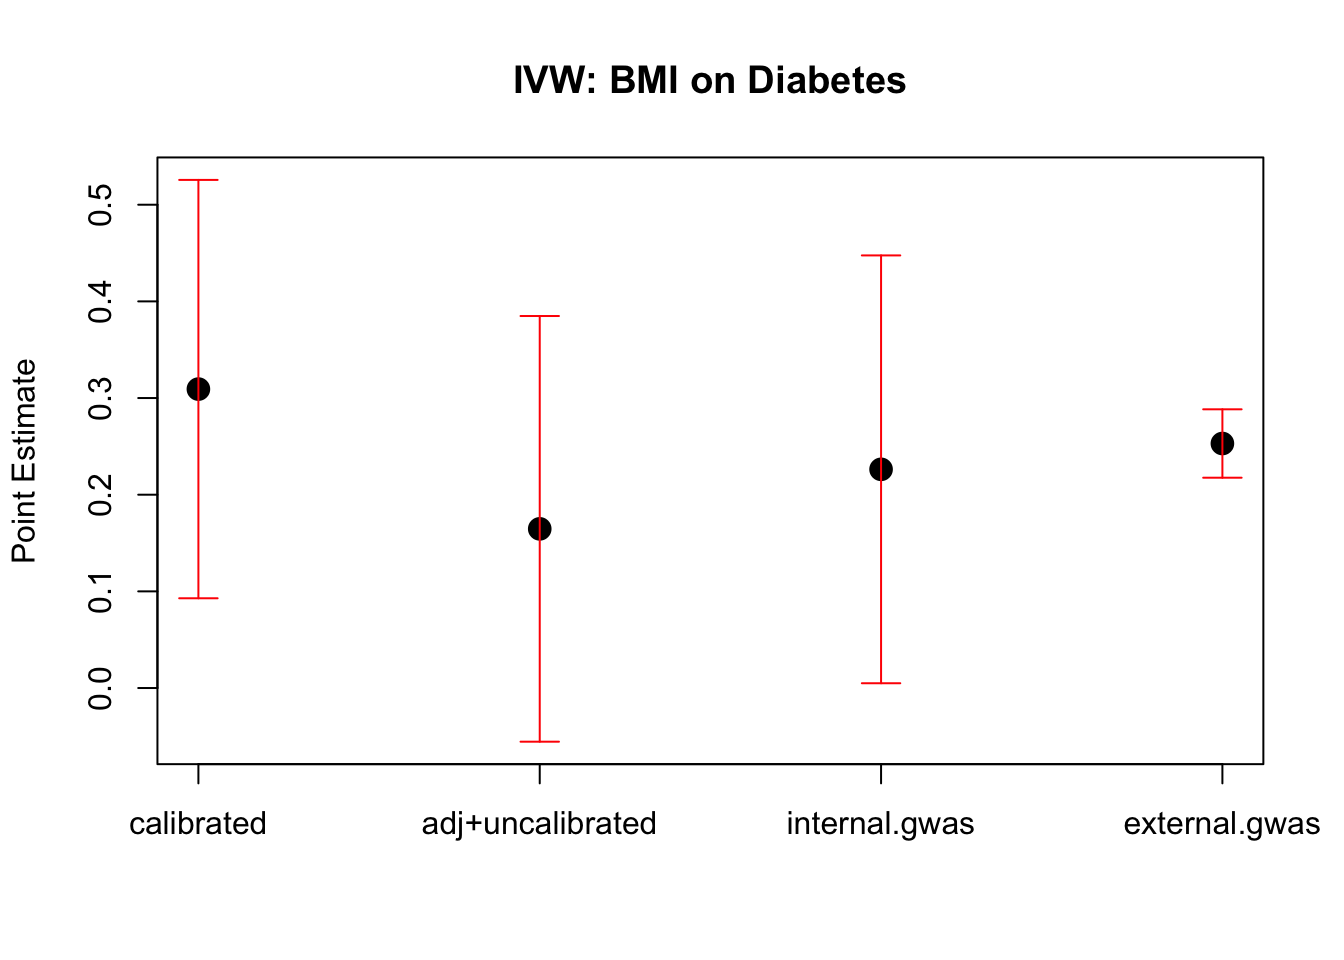 IVW: BMI on Diabetes
Point Estimate
0.5
0.4
0.3
0.2
0.1
0.0
calibrated
adj+uncalibrated
internal.gwas
external.gwas